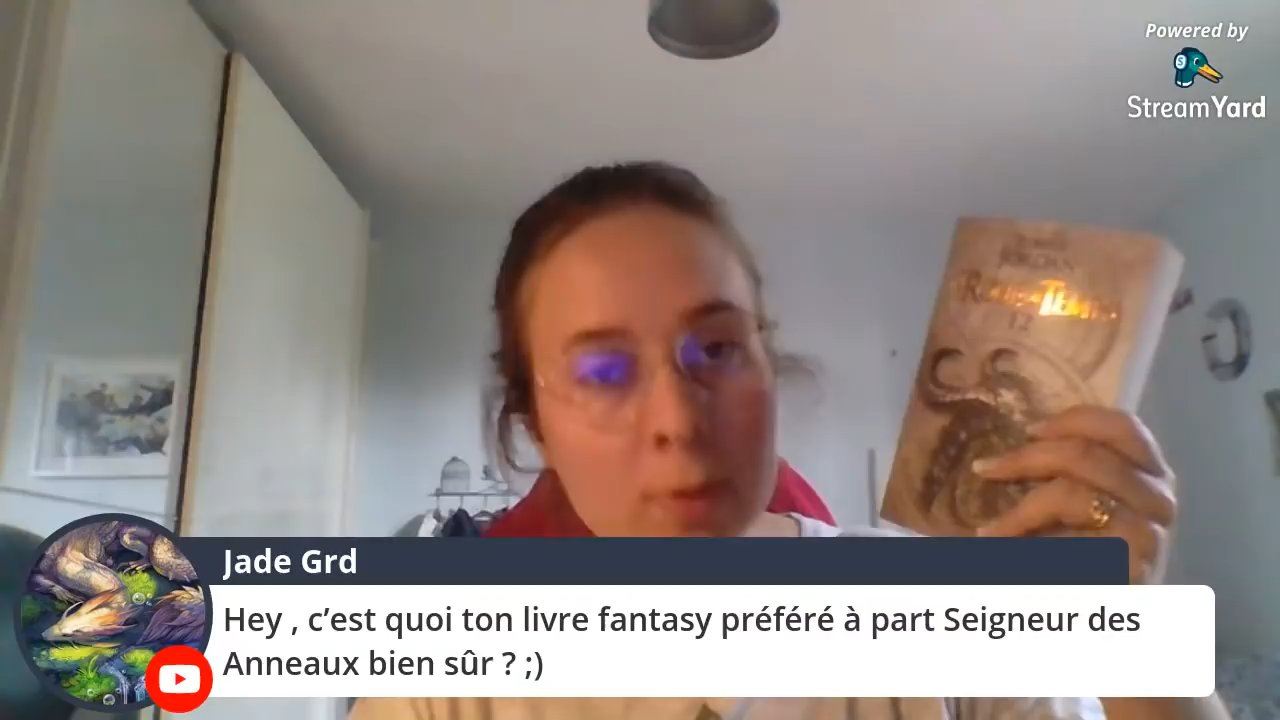 Powered by
StreamYard
JORDAN
12
Jade Grd
Hey , c’est quoi ton livre fantasy préféré à part Seigneur des
Anneaux bien sûr ? ;)